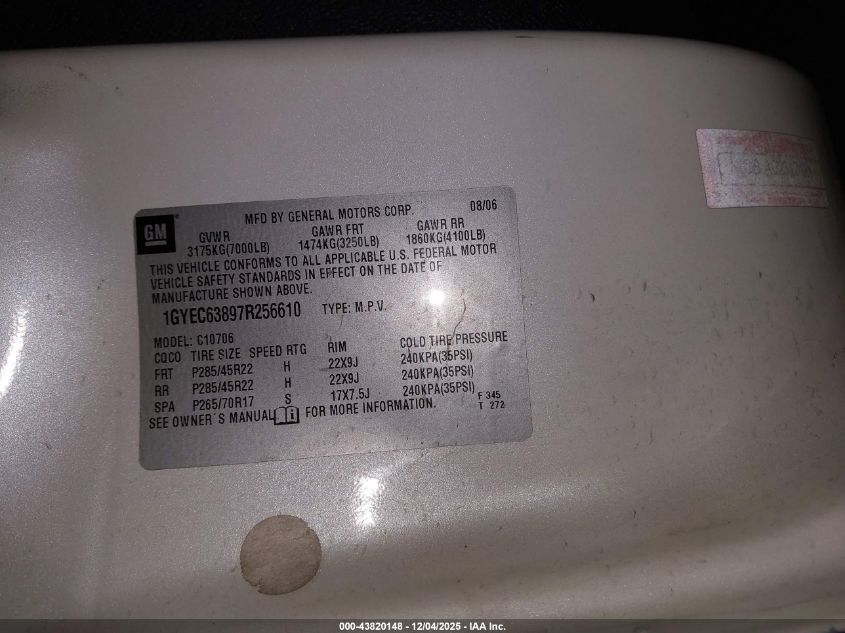 GM
MFD BY GENERAL MOTORS CORP. 08/06
GVWR GAWR FRT GAWR RR
3175KG(7000LB) 1474KG(3250LB) 1860KG(4100LB)
THIS VEHICLE CONFORMS TO ALL APPLICABLE U.S. FEDERAL MOTOR
VEHICLE SAFETY STANDARDS IN EFFECT ON THE DATE OF
MANUFACTURE SHOWN ABOVE.
1GYEC63897R256610 TYPE: M.P.V.
MODEL: C10706
COCO TIRE SIZE SPEED RTG RIM COLD TIRE PRESSURE
FRT P285/45R22 H 22X9J 240KPA(35PSI)
RR P285/45R22 H 22X9J 240KPA(35PSI)
SPA P265/70R17 S 17X7.5J 240KPA(35PSI)
SEE OWNER'S MANUAL FOR MORE INFORMATION.
F 345
T 272
000-43820148 - 12/04/2025 - IAA Inc.